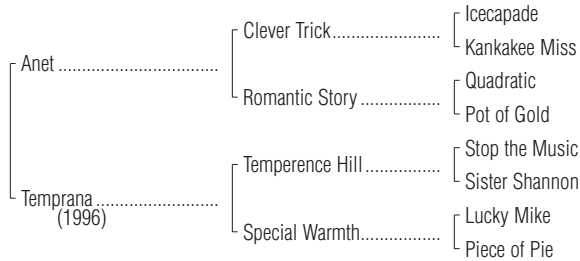 Icecapade
Clever Trick......................
Kankakee Miss
Anet .................................
Quadratic
Romantic Story ................
Pot of Gold
Stop the Music
Temperence Hill...............
Sister Shannon
Temprana.........................
(1996)
Lucky Mike
Special Warmth................
Piece of Pie